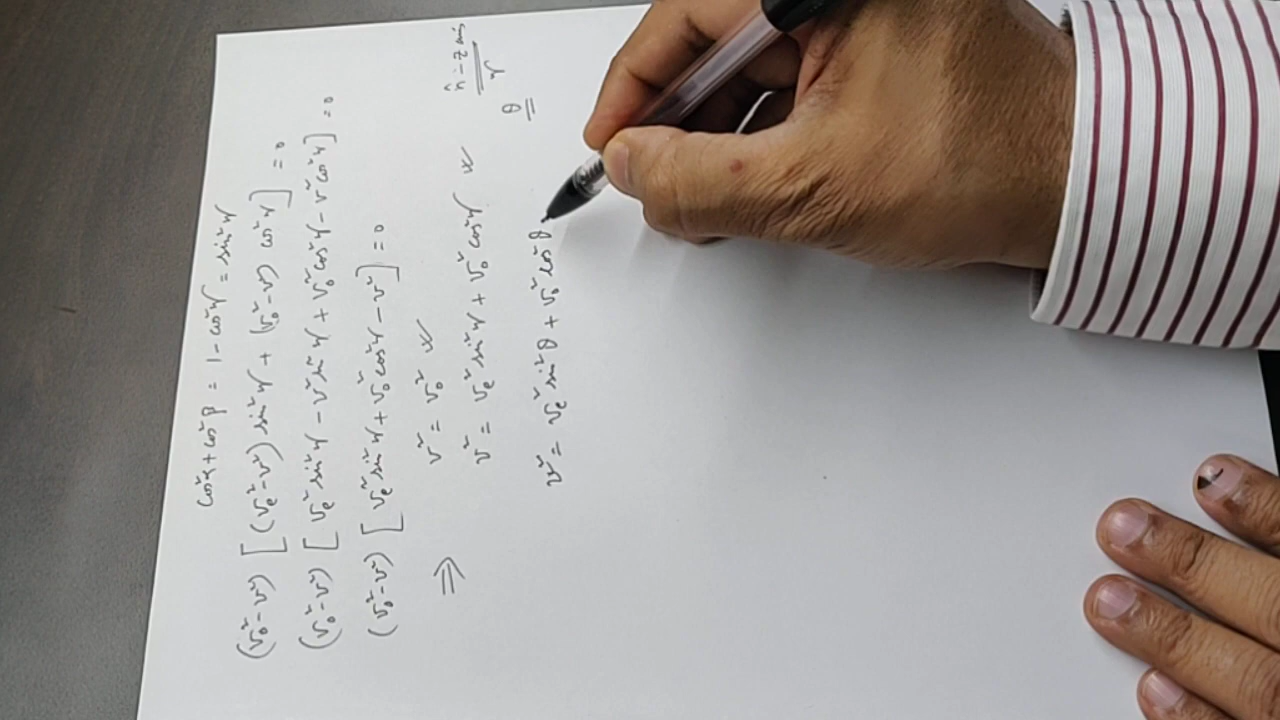 cos²α + cos²β = 1 - cos²γ = sin²γ
(v₀² - v²) [(vₑ² - v²) sin²γ + (v₀² - v²) cos²γ] = 0
(v₀² - v²) [vₑ² sin²γ - v² sin²γ + v₀² cos²γ - v² cos²γ] = 0
(v₀² - v²) [vₑ² sin²γ + v₀² cos²γ - v²] = 0
⇒ v² = v₀²
v² = vₑ² sin²γ + v₀² cos²γ
γ
θ
v² = vₑ² sin²θ + v₀² cos²θ